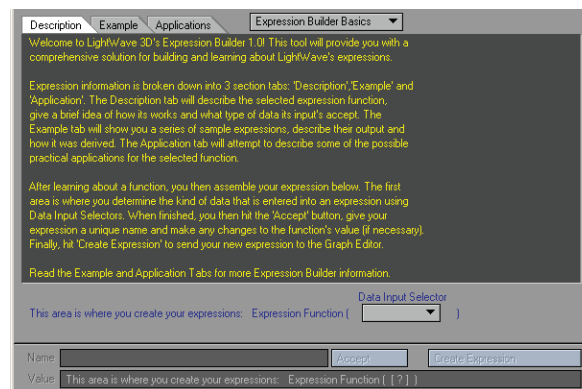 Description Example Applications Expression Builder Basics
Welcome to LightWave 3D's Expression Builder 1.0! This tool will provide you with a
comprehensive solution for building and learning about LightWave's expressions.
Expression information is broken down into 3 section tabs: 'Description','Example' and
'Application'. The Description tab will describe the selected expression function,
give a brief idea of how its works and what type of data its input's accept. The
Example tab will show you a series of sample expressions, describe their output and
how it was derived. The Application tab will attempt to describe some of the possible
practical applications for the selected function.
After learning about a function, you then assemble your expression below. The first
area is where you determine the kind of data that is entered into an expression using
Data Input Selectors. When finished, you then hit the 'Accept' button, give your
expression a unique name and make any changes to the function's value (if necessary).
Finally, hit 'Create Expression' to send your new expression to the Graph Editor.
Read the Example and Application Tabs for more Expression Builder information.
Data Input Selector
This area is where you create your expressions: Expression Function ( )
Name Accept Create Expression
Value This area is where you create your expressions: Expression Function ( [ ? ] )